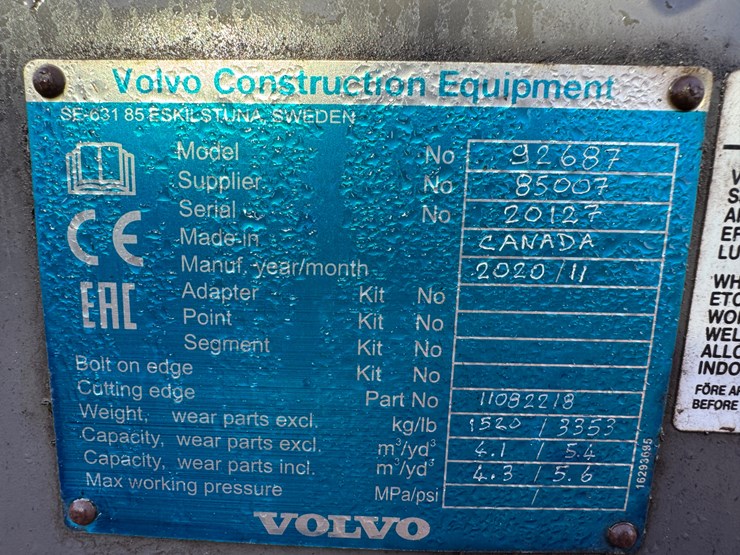 Volvo Construction Equipment
SE-631 85 ESKILSTUNA, SWEDEN
Model No 92687
Supplier No 85007
Serial No 20127
Made in CANADA
Manuf. year/month 2020/11
Adapter Kit No
Point Kit No
Segment Kit No
Bolt on edge Kit No
Cutting edge Part No 11082218
Weight, wear parts excl. kg/lb 1520 / 3353
Capacity, wear parts excl. m³/yd³ 4.1 / 5.4
Capacity, wear parts incl. m³/yd³ 4.3 / 5.6
Max working pressure MPa/psi /
VOLVO
CE
EAC
16293695
WH
ETC
WO
WEL
ALLO
INDO
FÖRE
BEFORE